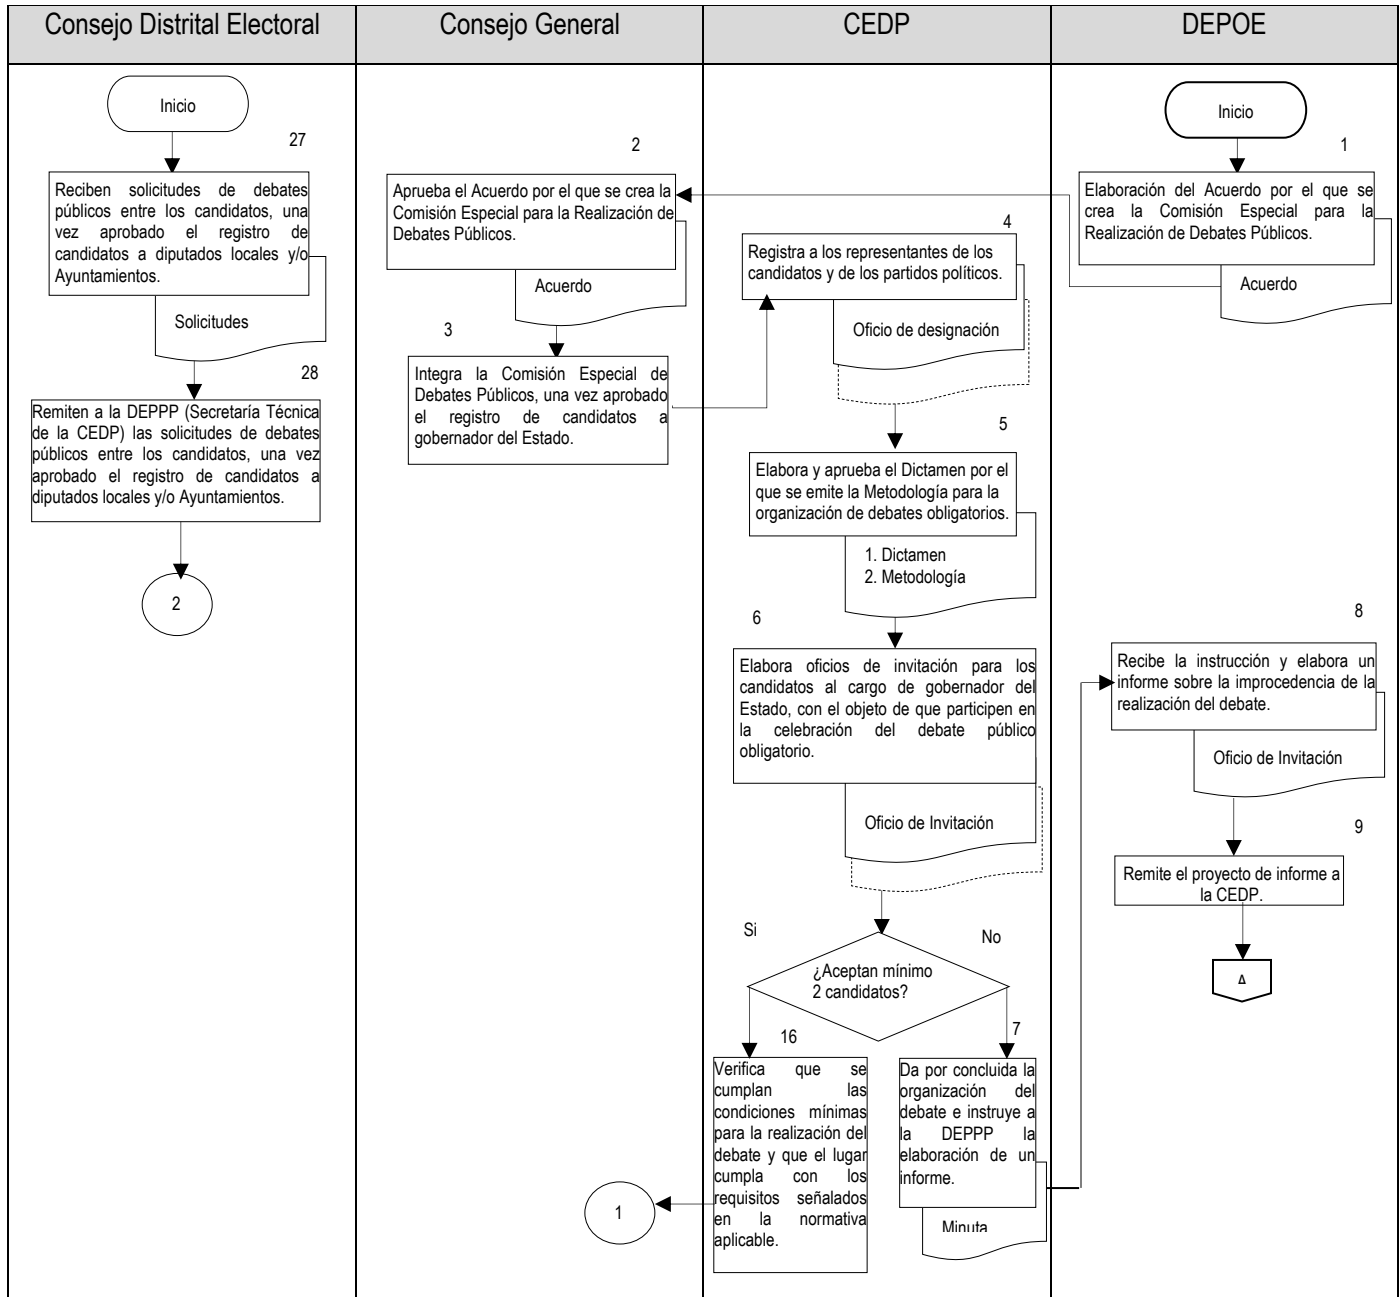 Consejo Distrital Electoral
Consejo General
CEDP
DEPOE
Inicio
27
Reciben solicitudes de debates
públicos entre los candidatos, una
vez aprobado el registro de
candidatos a diputados locales y/o
Ayuntamientos.
Solicitudes
28
Remiten a la DEPPP (Secretaría Técnica
de la CEDP) las solicitudes de debates
públicos entre los candidatos, una vez
aprobado el registro de candidatos a
diputados locales y/o Ayuntamientos.
2
2
Aprueba el Acuerdo por el que se crea la
Comisión Especial para la Realización de
Debates Públicos.
Acuerdo
3
Integra la Comisión Especial de
Debates Públicos, una vez aprobado
el registro de candidatos a
gobernador del Estado.
1
4
Registra a los representantes de los
candidatos y de los partidos políticos.
Oficio de designación
5
Elabora y aprueba el Dictamen por el
que se emite la Metodología para la
organización de debates obligatorios.
1. Dictamen
2. Metodología
6
Elabora oficios de invitación para los
candidatos al cargo de gobernador del
Estado, con el objeto de que participen en
la celebración del debate público
obligatorio.
Oficio de Invitación
Si
No
¿Aceptan mínimo
2 candidatos?
16
Verifica que se
cumplan las
condiciones mínimas
para la realización del
debate y que el lugar
cumpla con los
requisitos señalados
en la normativa
aplicable.
7
Da por concluida la
organización del
debate e instruye a
la DEPPP la
elaboración de un
informe.
Minuta
Inicio
1
Elaboración del Acuerdo por el que se
crea la Comisión Especial para la
Realización de Debates Públicos.
Acuerdo
8
Recibe la instrucción y elabora un
informe sobre la improcedencia de la
realización del debate.
Oficio de Invitación
9
Remite el proyecto de informe a
la CEDP.